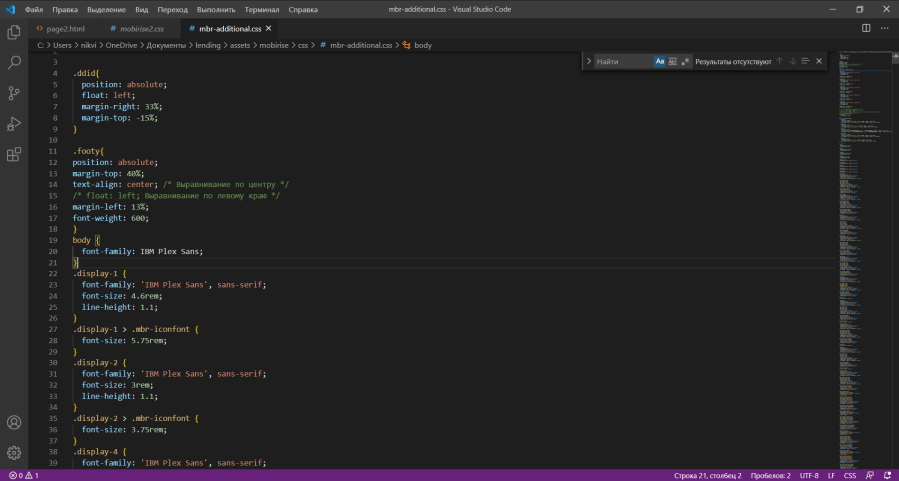 Файл Правка Выделение Вид Переход Выполнить Терминал Справка mbr-additional.css - Visual Studio Code
page2.html mobirise2.css mbr-additional.css
C: > Users > nikvi > OneDrive > Документы > lending > assets > mobirise > css > # mbr-additional.css > body
Найти Aa Результаты отсутствуют
2
3
4 .ddid{
5 position: absolute;
6 float: left;
7 margin-right: 33%;
8 margin-top: -15%;
9 }
10
11 .footy{
12 position: absolute;
13 margin-top: 40%;
14 text-align: center; /* Выравнивание по центру */
15 /* float: left; Выравнивание по левому краю */
16 margin-left: 13%;
17 font-weight: 600;
18 }
19 body {
20 font-family: IBM Plex Sans;
21 }
22 .display-1 {
23 font-family: 'IBM Plex Sans', sans-serif;
24 font-size: 4.6rem;
25 line-height: 1.1;
26 }
27 .display-1 > .mbr-iconfont {
28 font-size: 5.75rem;
29 }
30 .display-2 {
31 font-family: 'IBM Plex Sans', sans-serif;
32 font-size: 3rem;
33 line-height: 1.1;
34 }
35 .display-2 > .mbr-iconfont {
36 font-size: 3.75rem;
37 }
38 .display-4 {
39 font-family: 'IBM Plex Sans', sans-serif;
0 1 Строка 21, столбец 2 Пробелов: 2 UTF-8 LF CSS